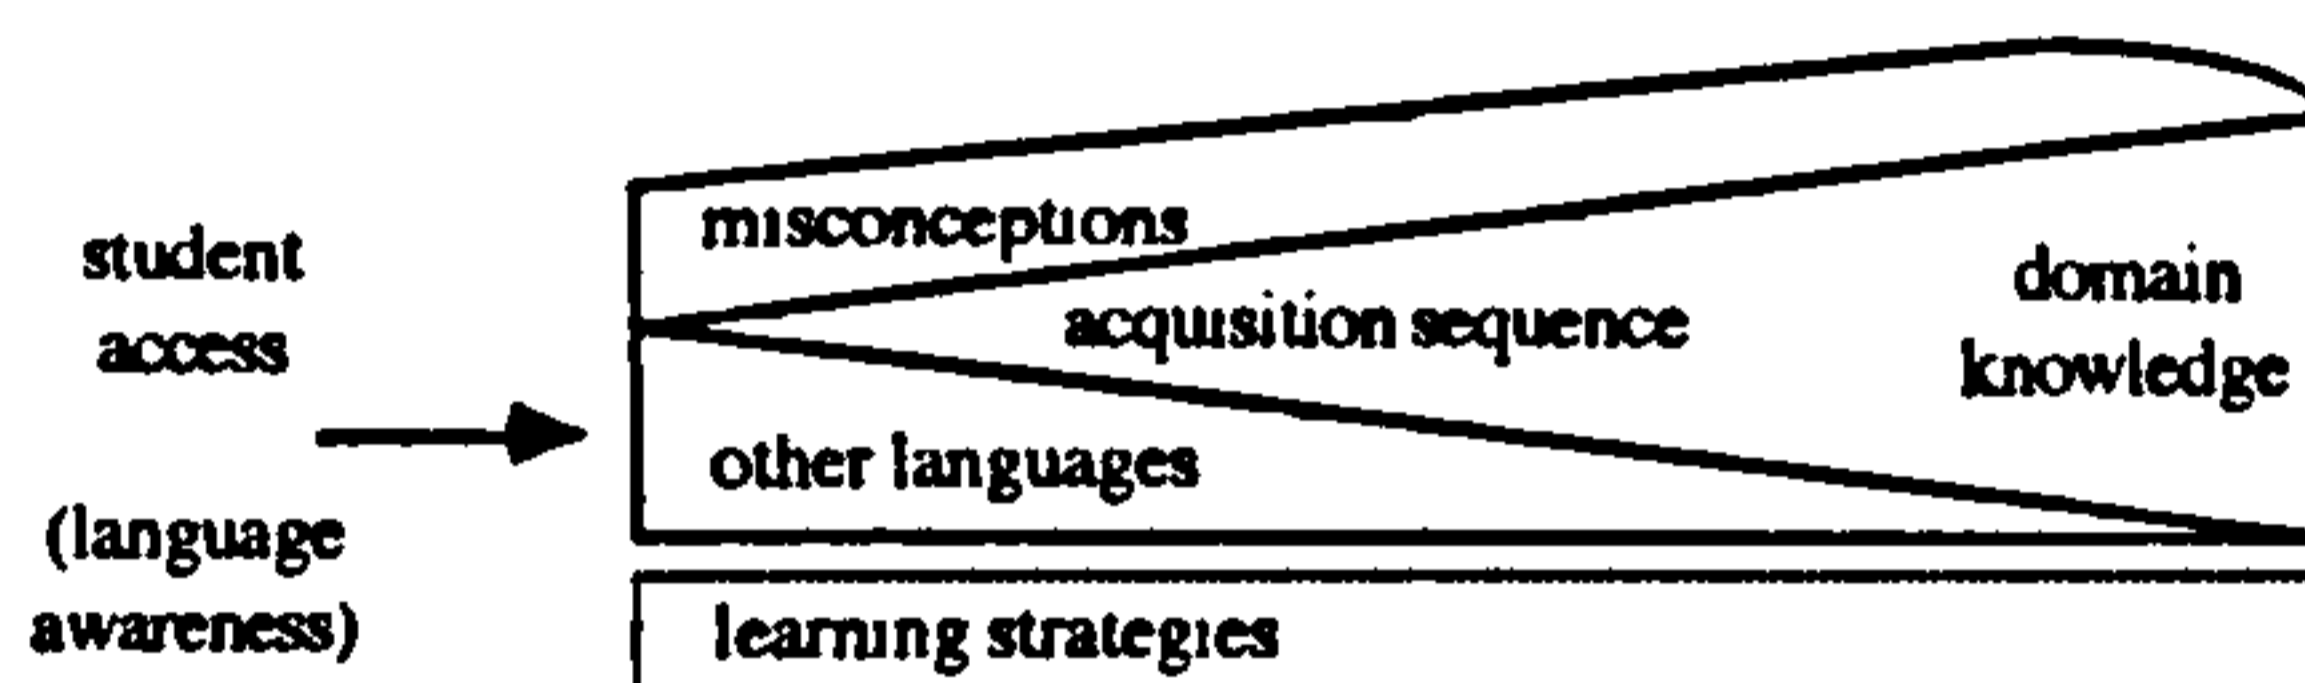 student
access
(language
awareness)
misconceptions
acquisition sequence
domain
knowledge
other languages
learning strategies